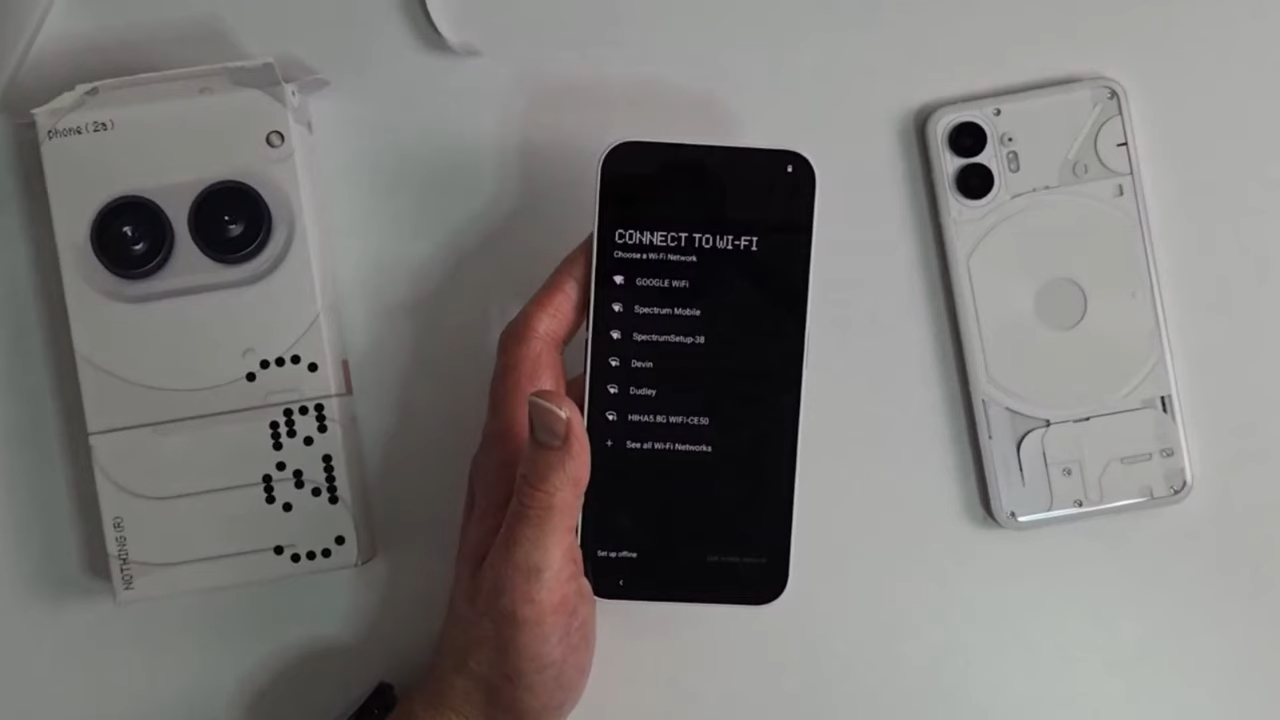 phone (2a)
(2a)
NOTHING (R)
CONNECT TO WI-FI
Choose a Wi-Fi Network
GOOGLE WiFi
Spectrum Mobile
SpectrumSetup-38
Devin
Dudley
HIHA5.8G WIFI-CE50
+ See all Wi-Fi Networks
Set up offline